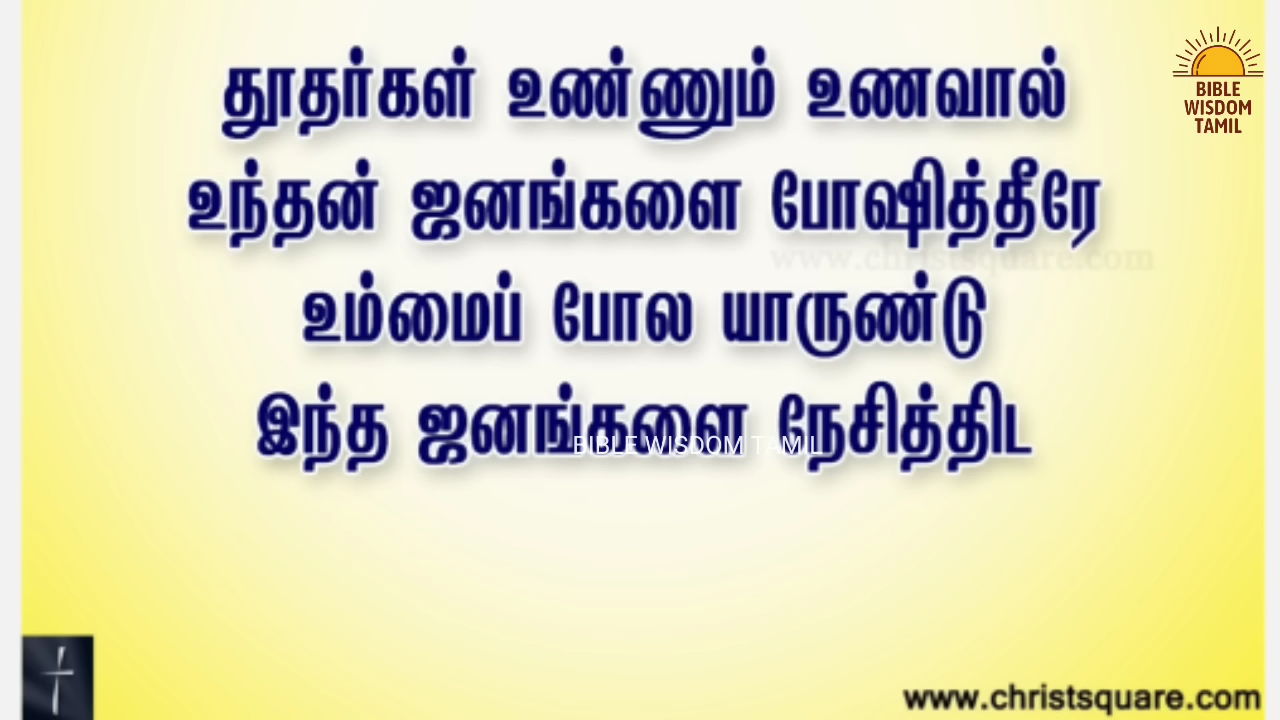 தூதர்கள் உண்ணும் உணவால்
உந்தன் ஜனங்களை போஷித்தீரே
உம்மைப் போல யாருண்டு
இந்த ஜனங்களை நேசித்திட
BIBLE WISDOM TAMIL
BIBLE
WISDOM
TAMIL
www.christsquare.com
www.christsquare.com